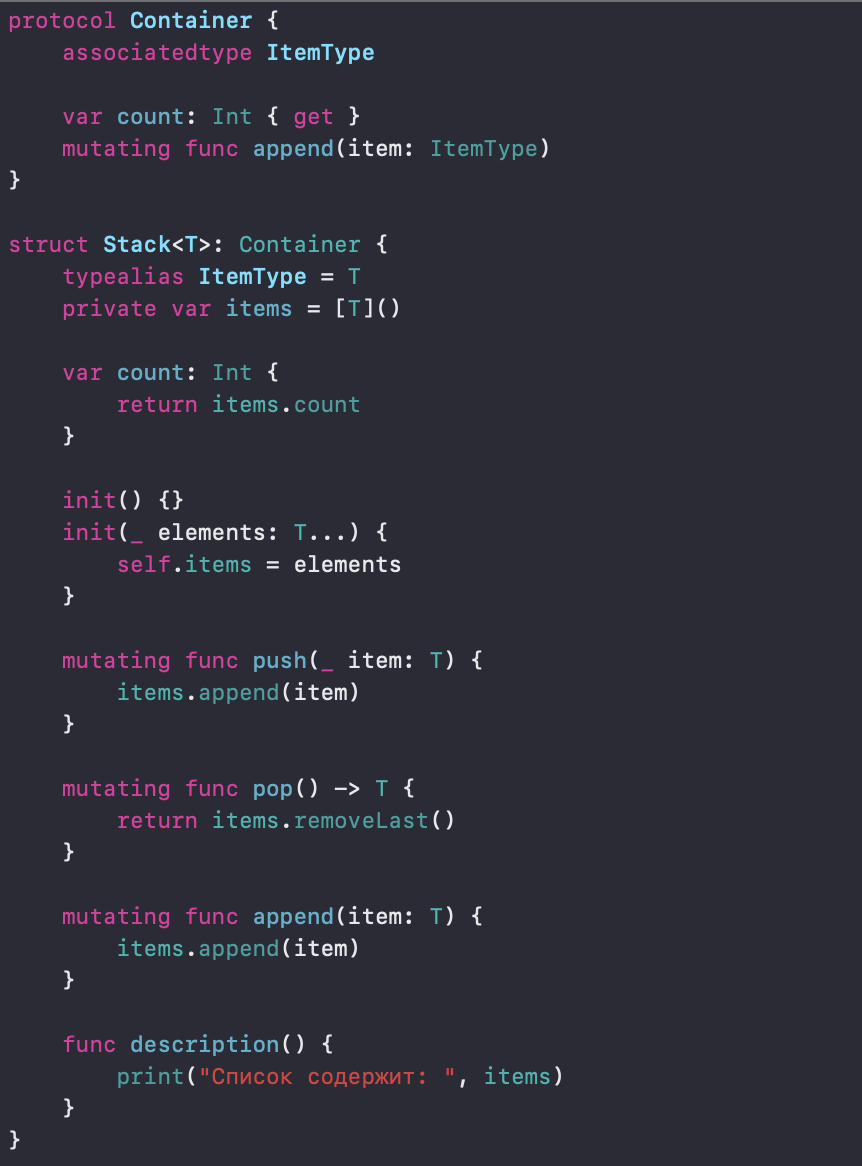 protocol Container {
    associatedtype ItemType

    var count: Int { get }
    mutating func append(item: ItemType)
}

struct Stack<T>: Container {
    typealias ItemType = T
    private var items = [T]()

    var count: Int {
        return items.count
    }

    init() {}
    init(_ elements: T...) {
        self.items = elements
    }

    mutating func push(_ item: T) {
        items.append(item)
    }

    mutating func pop() -> T {
        return items.removeLast()
    }

    mutating func append(item: T) {
        items.append(item)
    }

    func description() {
        print("Список содержит: ", items)
    }
}